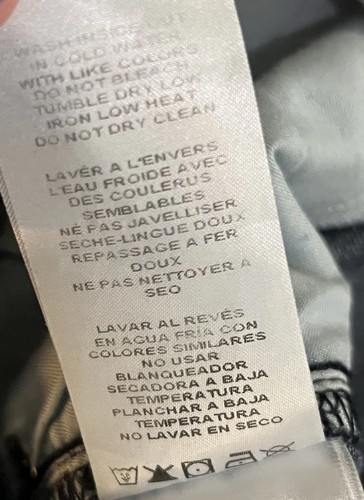 WASH INSIDE OUT
IN COLD WATER
WITH LIKE COLORS
DO NOT BLEACH
TUMBLE DRY LOW
IRON LOW HEAT
DO NOT DRY CLEAN
LAVER A L'ENVERS
L'EAU FROIDE AVEC
DES COULERUS
SEMBLABLES
NE PAS JAVELLISER
SECHE-LINGUE DOUX
REPASSAGE A FER
DOUX
NE PAS NETTOYER A
SEO
LAVAR AL REVÉS
EN AGUA FRÍA CON
COLORES SIMILARES
NO USAR
BLANQUEADOR
SECADORA A BAJA
TEMPERATURA
PLANCHAR A BAJA
TEMPERATURA
NO LAVAR EN SECO